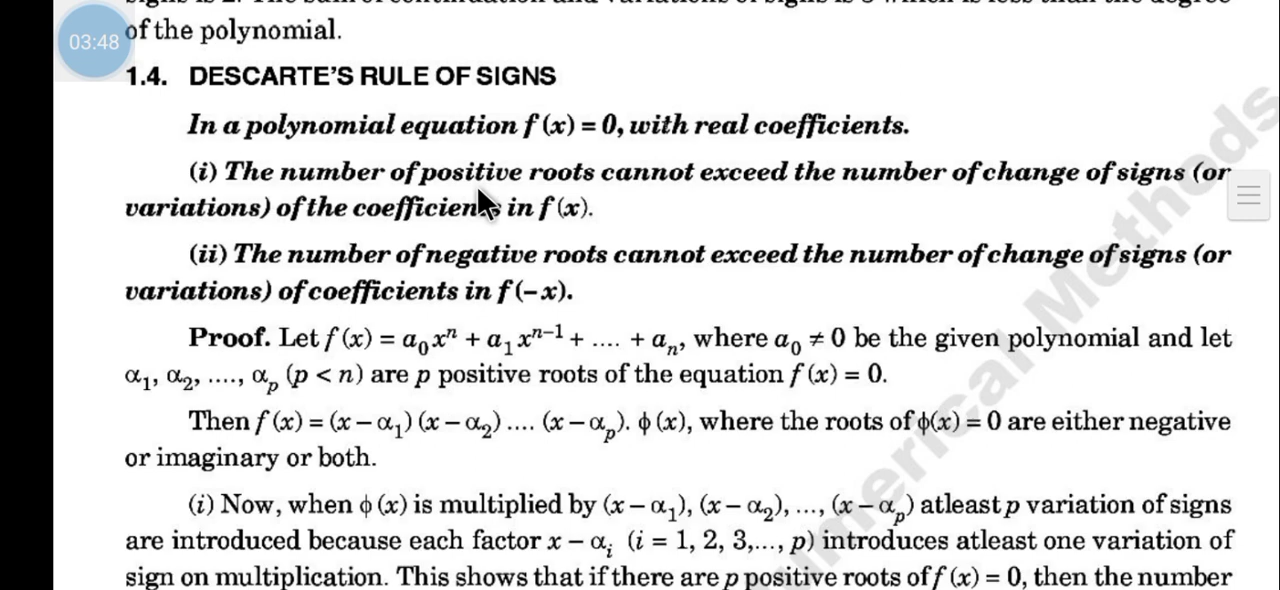 of the polynomial.
03:48
1.4. DESCARTE'S RULE OF SIGNS
In a polynomial equation f (x) = 0, with real coefficients.
(i) The number of positive roots cannot exceed the number of change of signs (or
variations) of the coefficients in f (x).
(ii) The number of negative roots cannot exceed the number of change of signs (or
variations) of coefficients in f (– x).
Proof. Let f (x) = a₀xⁿ + a₁xⁿ⁻¹ + .... + aₙ, where a₀ ≠ 0 be the given polynomial and let
α₁, α₂, ...., αₚ (p < n) are p positive roots of the equation f (x) = 0.
Then f (x) = (x – α₁) (x – α₂) .... (x – αₚ). ϕ (x), where the roots of ϕ(x) = 0 are either negative
or imaginary or both.
(i) Now, when ϕ (x) is multiplied by (x – α₁), (x – α₂), ..., (x – αₚ) atleast p variation of signs
are introduced because each factor x – αᵢ (i = 1, 2, 3,..., p) introduces atleast one variation of
sign on multiplication. This shows that if there are p positive roots of f (x) = 0, then the number